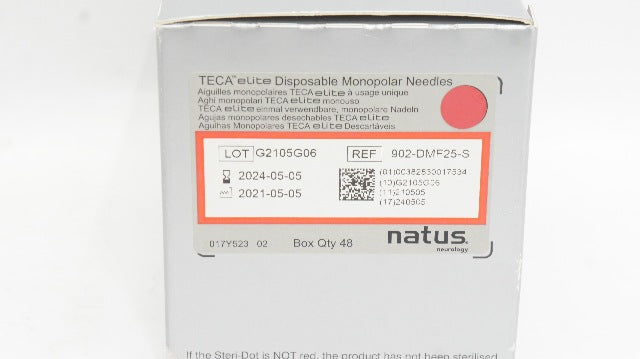 TECA™ elite Disposable Monopolar Needles
Aiguilles monopolaires TECA elite à usage unique
Aghi monopolari TECA elite monouso
TECA elite einmal verwendbare, monopolare Nadeln
Agujas monopolares desechables TECA elite
Agulhas Monopolares TECA elite Descartáveis
LOT G2105G06 REF 902-DMF25-S
2024-05-05
2021-05-05
(01)00382830017534
(10)G2105G06
(11)210505
(17)240505
017Y523 02 Box Qty 48
natus
neurology
If the Steri-Dot is NOT red, the product has not been sterilised